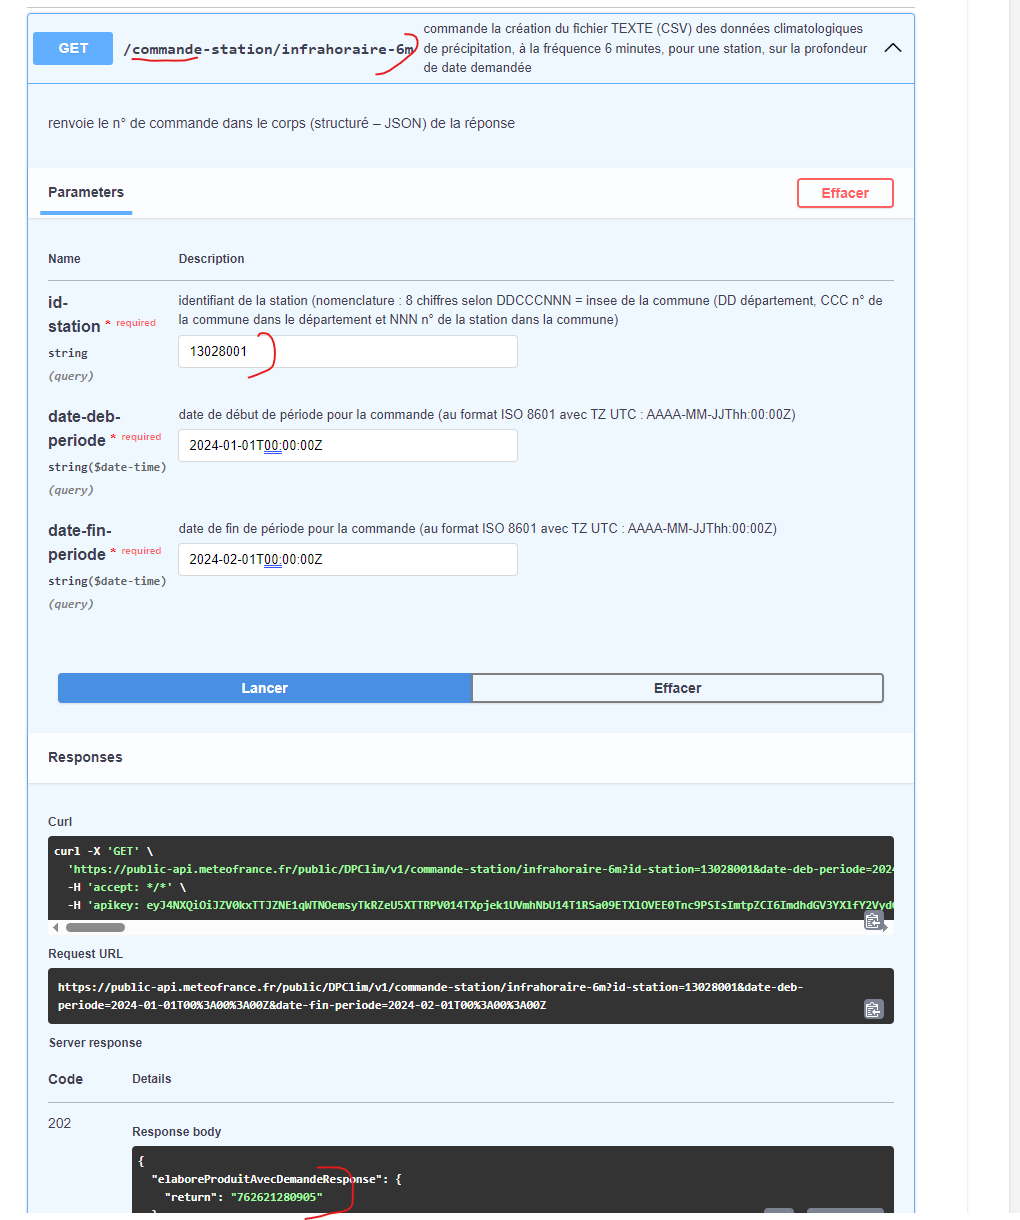 GET
/commande-station/infrahoraire-6m
commande la création du fichier TEXTE (CSV) des données climatologiques
de précipitation, à la fréquence 6 minutes, pour une station, sur la profondeur
de date demandée
renvoie le n° de commande dans le corps (structuré – JSON) de la réponse
Parameters
Effacer
Name
Description
id-
station * required
string
(query)
identifiant de la station (nomenclature : 8 chiffres selon DDCCCNNN = insee de la commune (DD département, CCC n° de
la commune dans le département et NNN n° de la station dans la commune)
13028001
date-deb-
periode * required
string($date-time)
(query)
date de début de période pour la commande (au format ISO 8601 avec TZ UTC : AAAA-MM-JJThh:00:00Z)
2024-01-01T00:00:00Z
date-fin-
periode * required
string($date-time)
(query)
date de fin de période pour la commande (au format ISO 8601 avec TZ UTC : AAAA-MM-JJThh:00:00Z)
2024-02-01T00:00:00Z
Lancer
Effacer
Responses
Curl
curl -X 'GET' \
'https://public-api.meteofrance.fr/public/DPClim/v1/commande-station/infrahoraire-6m?id-station=13028001&date-deb-periode=2024
-H 'accept: */*' \
-H 'apikey:
Request URL
https://public-api.meteofrance.fr/public/DPClim/v1/commande-station/infrahoraire-6m?id-station=13028001&date-deb-
periode=2024-01-01T00%3A00%3A00Z&date-fin-periode=2024-02-01T00%3A00%3A00Z
Server response
Code
Details
202
Response body
{
"elaboreProduitAvecDemandeResponse": {
"return": "762621280905"